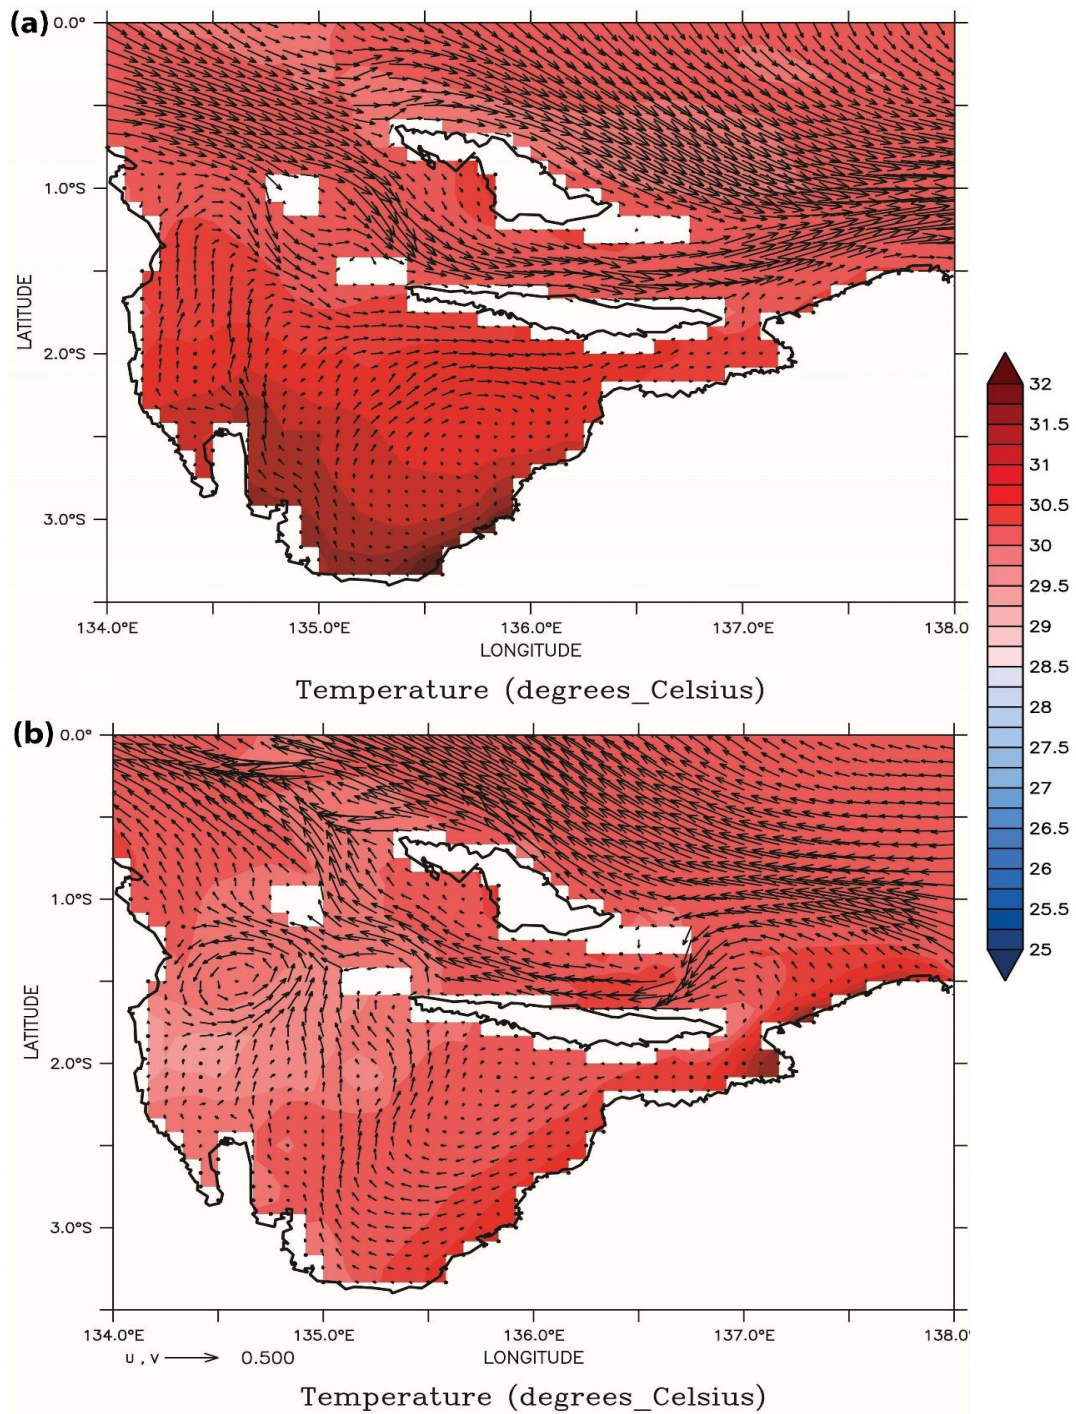 (a)
0.0°
1.0°S
2.0°S
3.0°S
LATITUDE
134.0°E 135.0°E 136.0°E 137.0°E 138.0
LONGITUDE
Temperature (degrees_Celsius)
32
31.5
31
30.5
30
29.5
29
28.5
28
27.5
27
26.5
26
25.5
25
(b)
0.0°
1.0°S
2.0°S
3.0°S
LATITUDE
134.0°E 135.0°E 136.0°E 137.0°E 138.0°
u,v 0.500 LONGITUDE
Temperature (degrees_Celsius)